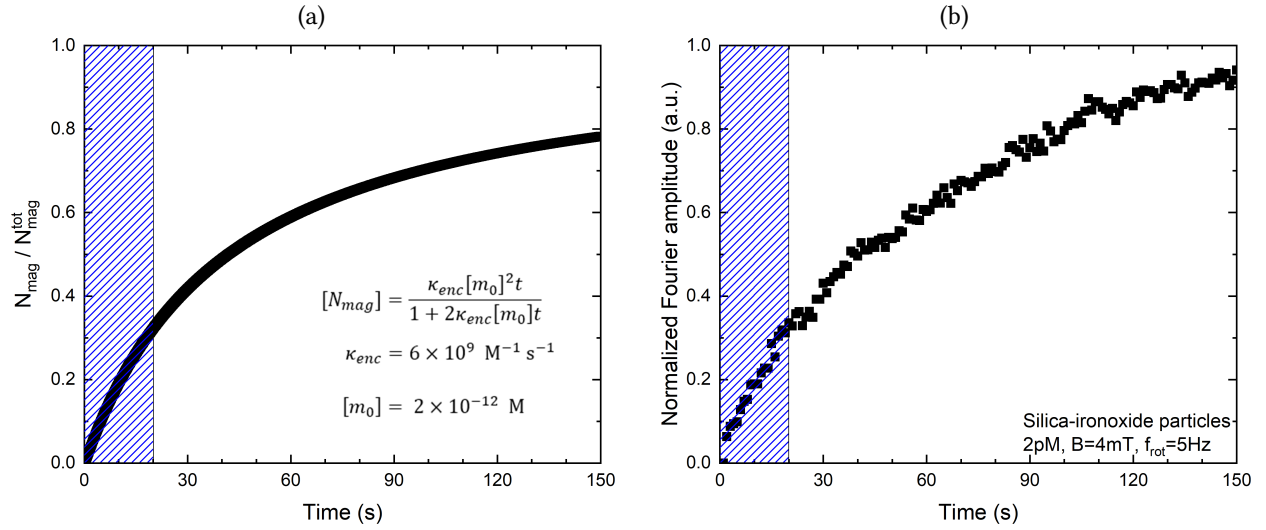 (a)
1.0
0.8
0.6
0.4
0.2
0.0
N_mag / N_mag^tot
[N_mag] = κ_enc[m_0]^2 t / 1 + 2κ_enc[m_0]t
κ_enc = 6 × 10^9 M^−1 s^−1
[m_0] = 2 × 10^−12 M
0 30 60 90 120 150
Time (s)
(b)
1.0
0.8
0.6
0.4
0.2
0.0
Normalized Fourier amplitude (a.u.)
Silica-ironoxide particles
2pM, B=4mT, f_rot=5Hz
0 30 60 90 120 150
Time (s)